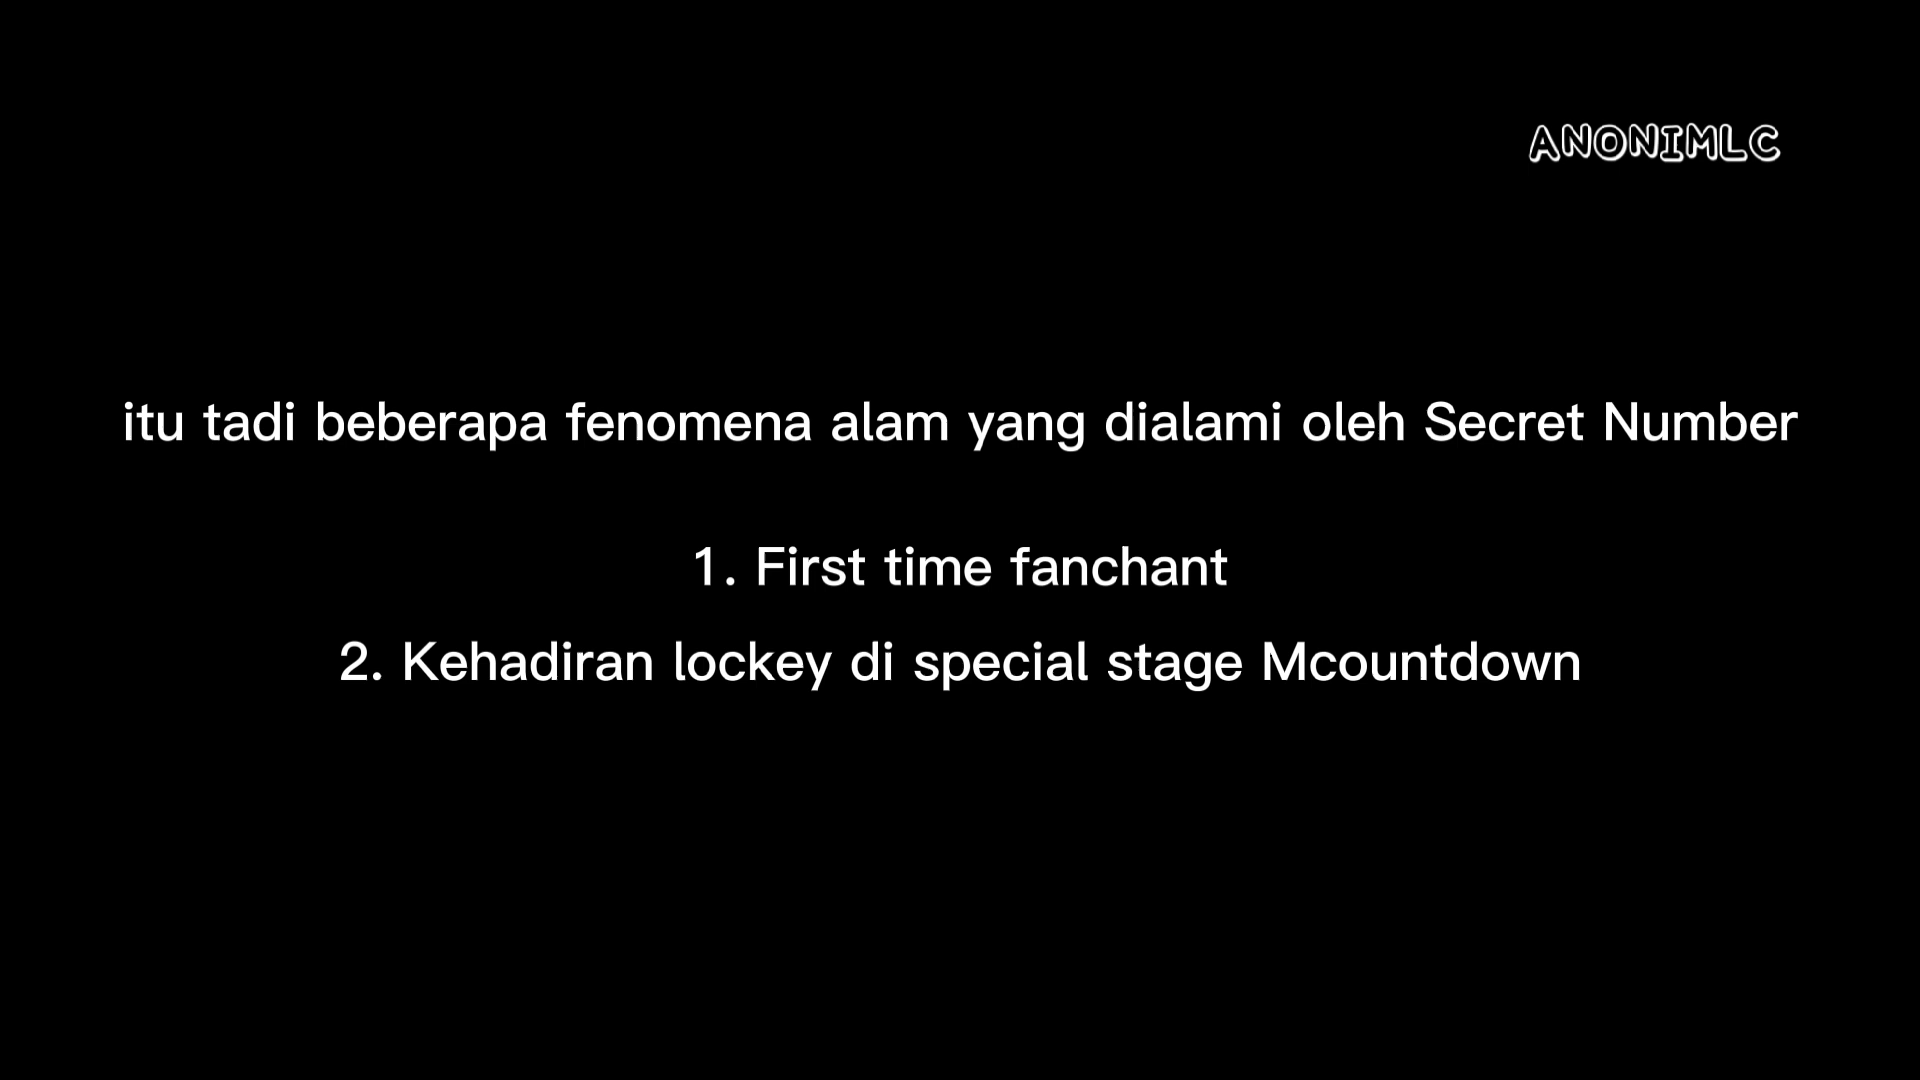 ANONIMLC
itu tadi beberapa fenomena alam yang dialami oleh Secret Number
1. First time fanchant
2. Kehadiran lockey di special stage Mcountdown